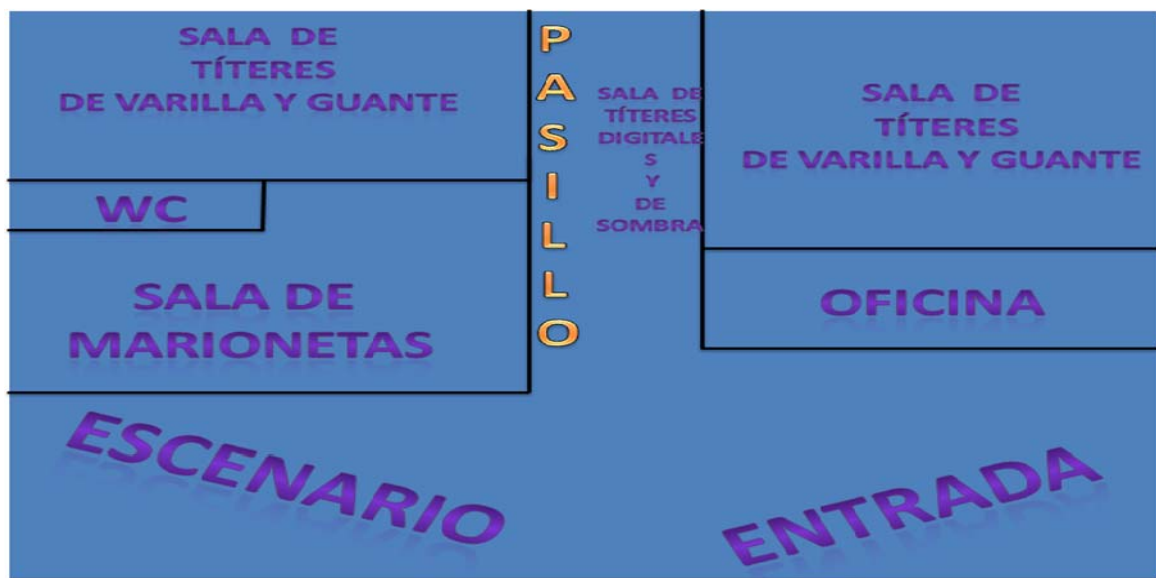 SALA DE
TÍTERES
DE VARILLA Y GUANTE
WC
SALA DE
MARIONETAS
PASILLO
SALA DE
TÍTERES
DIGITALE
S
Y
DE
SOMBRA
SALA DE
TÍTERES
DE VARILLA Y GUANTE
OFICINA
ESCENARIO
ENTRADA